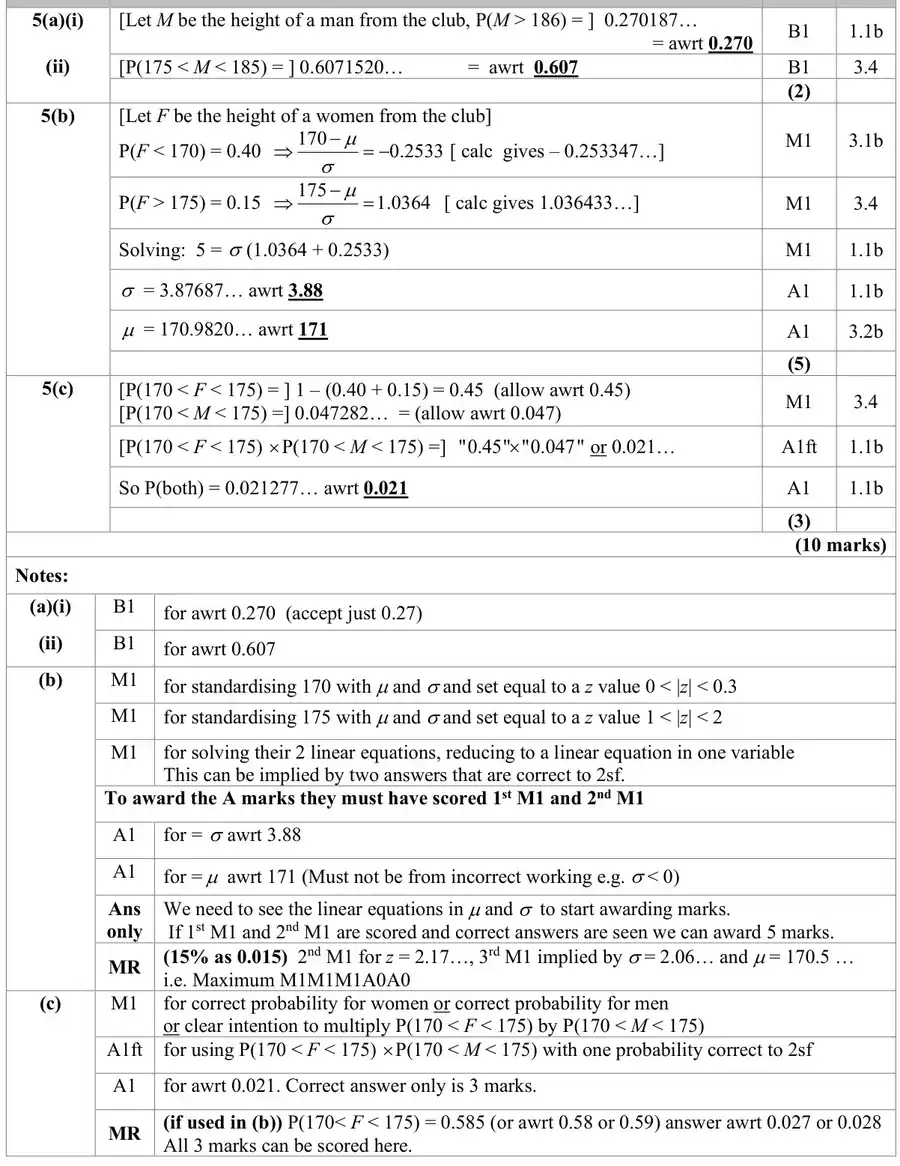 5(a)(i) [Let M be the height of a man from the club, P(M > 186) = ] 0.270187… B1 1.1b
= awrt 0.270
(ii) [P(175 < M < 185) = ] 0.6071520… = awrt 0.607 B1 3.4
(2)
5(b) [Let F be the height of a women from the club]
P(F < 170) = 0.40 ⇒ (170 − μ)/σ = −0.2533 [ calc gives – 0.253347…] M1 3.1b
P(F > 175) = 0.15 ⇒ (175 − μ)/σ = 1.0364 [ calc gives 1.036433…] M1 3.4
Solving: 5 = σ (1.0364 + 0.2533) M1 1.1b
σ = 3.87687… awrt 3.88 A1 1.1b
μ = 170.9820… awrt 171 A1 3.2b
(5)
5(c) [P(170 < F < 175) = ] 1 – (0.40 + 0.15) = 0.45 (allow awrt 0.45) M1 3.4
[P(170 < M < 175) =] 0.047282… = (allow awrt 0.047)
[P(170 < F < 175) × P(170 < M < 175) =] "0.45"×"0.047" or 0.021… A1ft 1.1b
So P(both) = 0.021277… awrt 0.021 A1 1.1b
(3)
(10 marks)
Notes:
(a)(i) B1 for awrt 0.270 (accept just 0.27)
(ii) B1 for awrt 0.607
(b) M1 for standardising 170 with μ and σ and set equal to a z value 0 < |z| < 0.3
M1 for standardising 175 with μ and σ and set equal to a z value 1 < |z| < 2
M1 for solving their 2 linear equations, reducing to a linear equation in one variable
This can be implied by two answers that are correct to 2sf.
To award the A marks they must have scored 1st M1 and 2nd M1
A1 for = σ awrt 3.88
A1 for = μ awrt 171 (Must not be from incorrect working e.g. σ < 0)
Ans only We need to see the linear equations in μ and σ to start awarding marks.
If 1st M1 and 2nd M1 are scored and correct answers are seen we can award 5 marks.
MR (15% as 0.015) 2nd M1 for z = 2.17…, 3rd M1 implied by σ = 2.06… and μ = 170.5 …
i.e. Maximum M1M1M1A0A0
(c) M1 for correct probability for women or correct probability for men
or clear intention to multiply P(170 < F < 175) by P(170 < M < 175)
A1ft for using P(170 < F < 175) × P(170 < M < 175) with one probability correct to 2sf
A1 for awrt 0.021. Correct answer only is 3 marks.
MR (if used in (b)) P(170< F < 175) = 0.585 (or awrt 0.58 or 0.59) answer awrt 0.027 or 0.028
All 3 marks can be scored here.